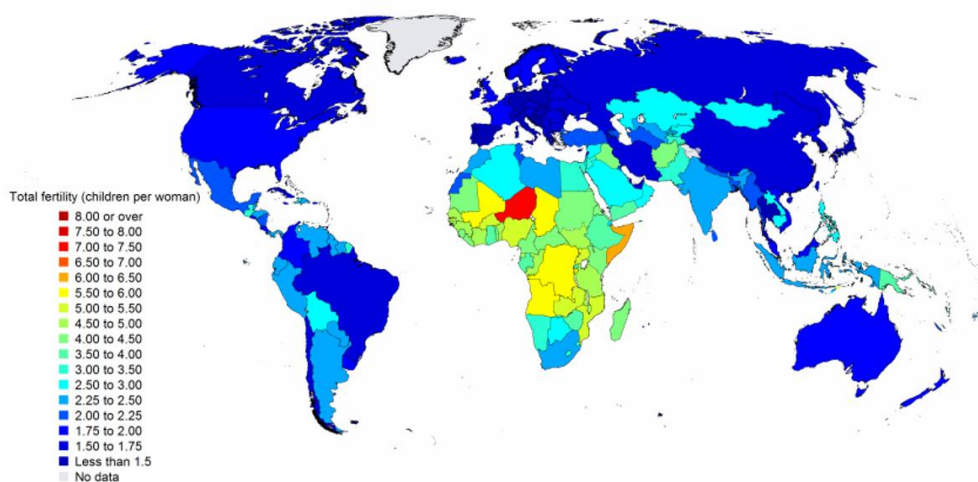 Total fertility (children per woman)
8.00 or over
7.50 to 8.00
7.00 to 7.50
6.50 to 7.00
6.00 to 6.50
5.50 to 6.00
5.00 to 5.50
4.50 to 5.00
4.00 to 4.50
3.50 to 4.00
3.00 to 3.50
2.50 to 3.00
2.25 to 2.50
2.00 to 2.25
1.75 to 2.00
1.50 to 1.75
Less than 1.5
No data